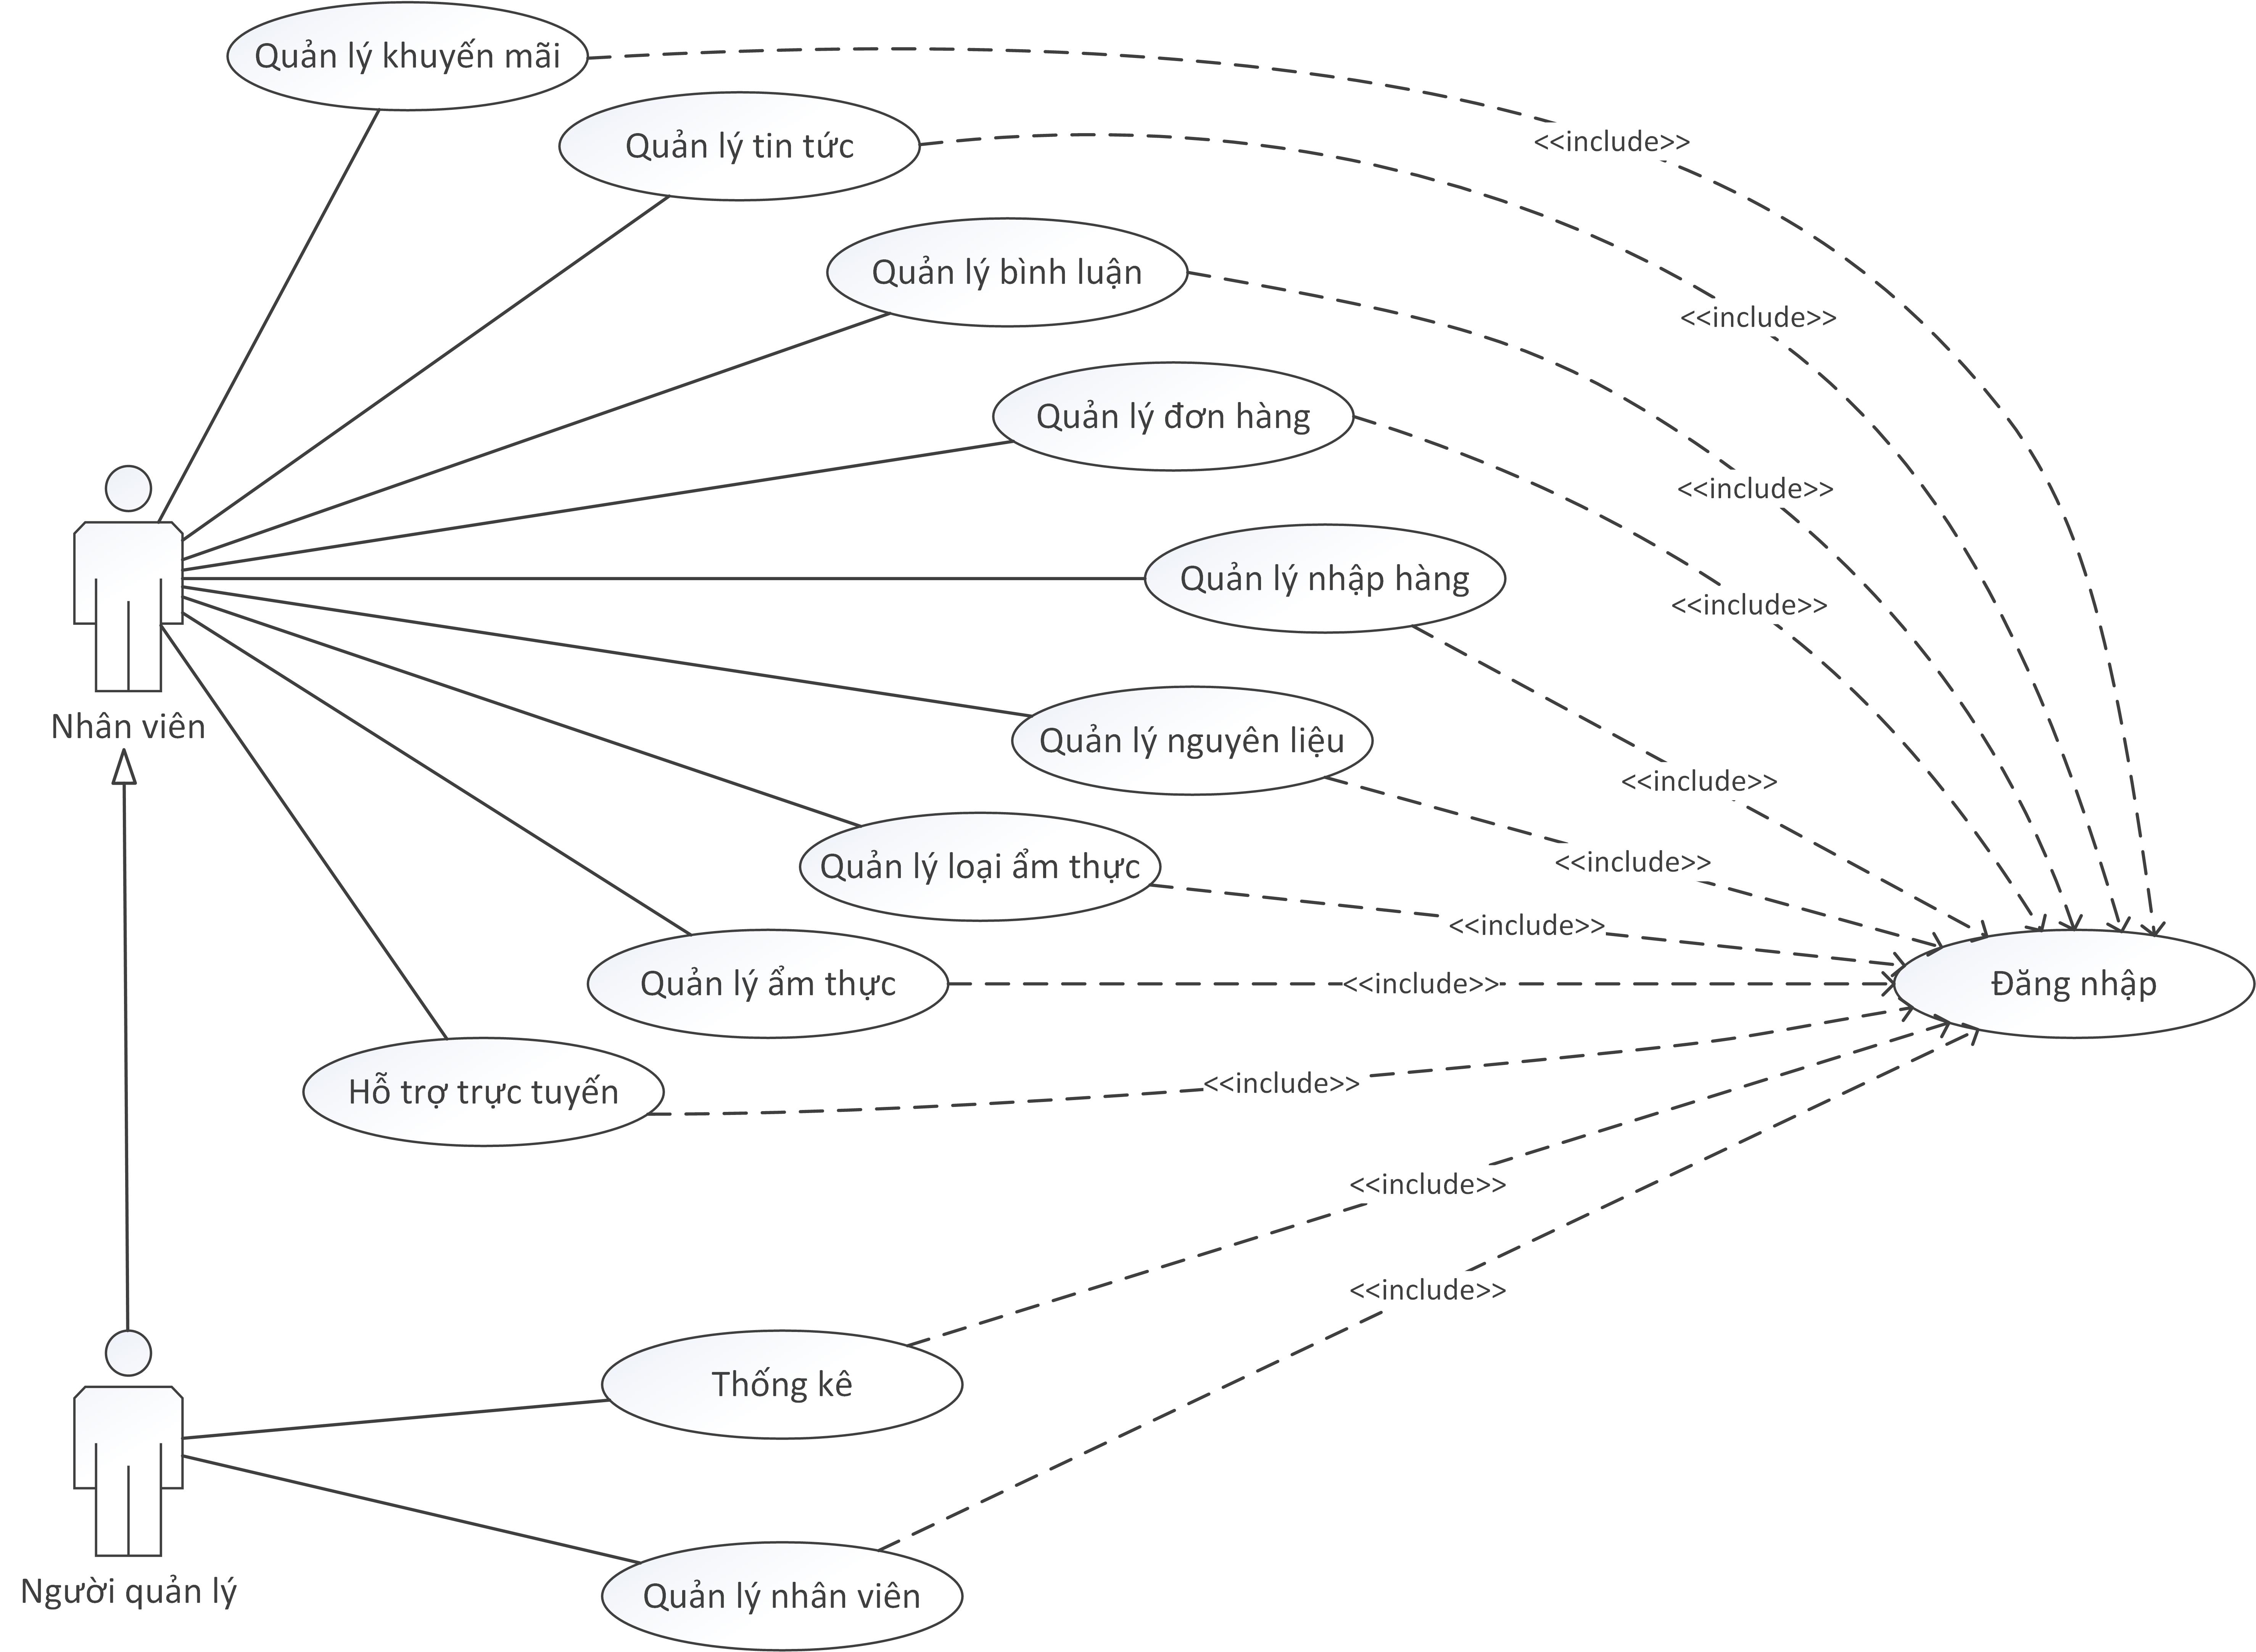 Quản lý khuyến mãi
<<include>>
Quản lý tin tức
Quản lý bình luận
<<include>>
Quản lý đơn hàng
<<include>>
Quản lý nhập hàng
<<include>>
Nhân viên
Quản lý nguyên liệu
<<include>>
Quản lý loại ẩm thực
<<include>>
<<include>>
Quản lý ẩm thực
<<include>>
Đăng nhập
Hỗ trợ trực tuyến
<<include>>
<<include>>
<<include>>
Thống kê
Người quản lý
Quản lý nhân viên